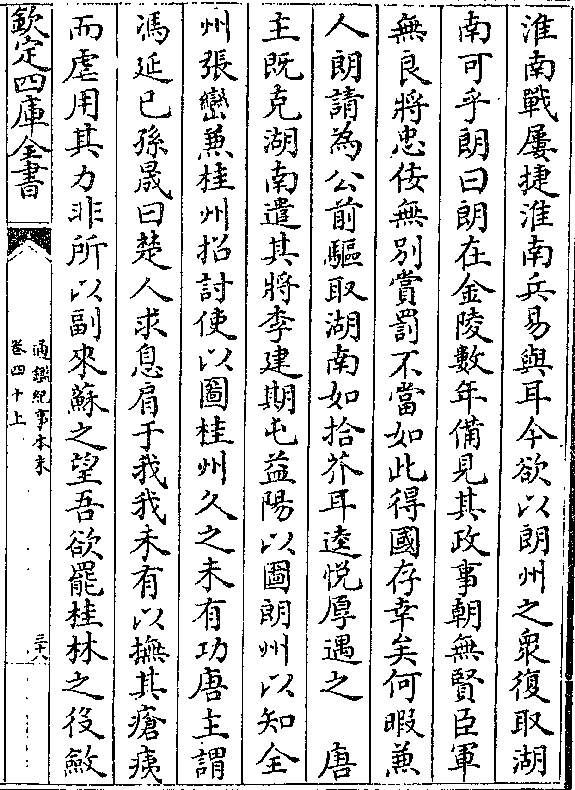 淮南戰屢捷淮南兵易與耳今欲以朗州之衆復取湖
南可乎朗曰朗在金陵數年備見其政事朝無賢臣軍
無良將忠佞無別賞罰不當如此得國存幸矣何暇兼
人朗請為公前驅取湖南如拾芥耳逵悅厚遇之　唐
主既克湖南遣其將李建期屯益陽以圖朗州以知全
州張巒兼桂州招討使以圖桂州久之未有功唐主謂
馮延巳孫晟曰楚人求息肩于我我未有以撫其瘡痍
而虐用其力非所以副來蘇之望吾欲罷桂林之役斂
欽定四庫全書
通鑑紀事本末
卷四十上
三十八